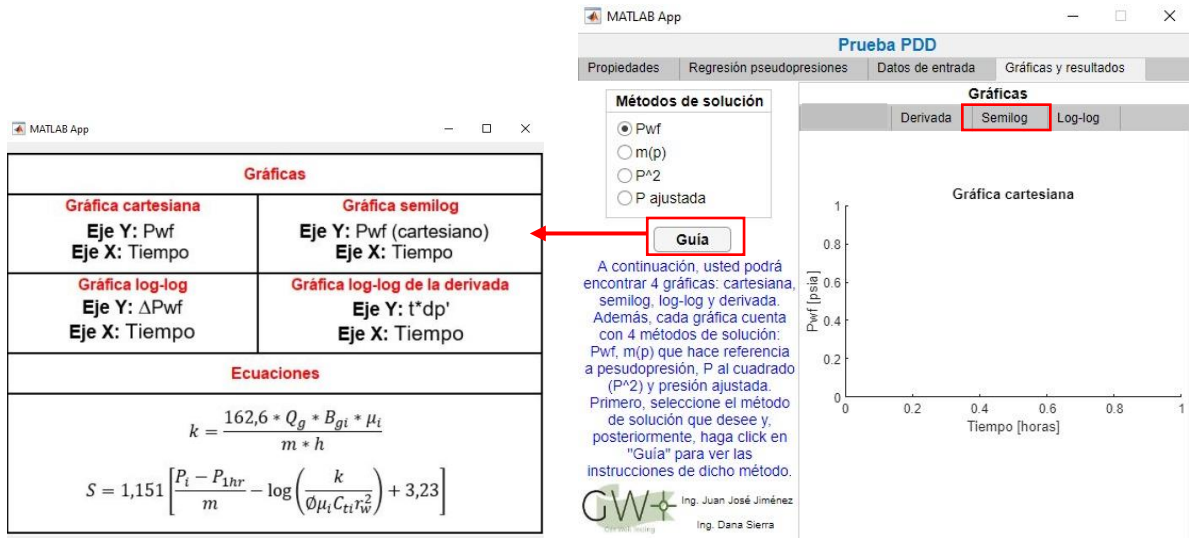 MATLAB App
Gráficas
Gráfica cartesiana
Eje Y: Pwf
Eje X: Tiempo
Gráfica semilog
Eje Y: Pwf (cartesiano)
Eje X: Tiempo
Gráfica log-log
Eje Y: ΔPwf
Eje X: Tiempo
Gráfica log-log de la derivada
Eje Y: t*dp'
Eje X: Tiempo
Ecuaciones
k = 162,6 * Q_g * B_gi * μ_i / m * h
S = 1,151 [ P_i − P_1hr / m − log ( k / ∅μ_i C_ti r_w^2 ) + 3,23 ]
MATLAB App
Prueba PDD
Propiedades Regresión pseudopresiones Datos de entrada Gráficas y resultados
Métodos de solución
Pwf
m(p)
P^2
P ajustada
Guía
A continuación, usted podrá
encontrar 4 gráficas: cartesiana,
semilog, log-log y derivada.
Además, cada gráfica cuenta
con 4 métodos de solución:
Pwf, m(p) que hace referencia
a pesudopresión, P al cuadrado
(P^2) y presión ajustada.
Primero, seleccione el método
de solución que desee y,
posteriormente, haga click en
"Guía" para ver las
instrucciones de dicho método.
GW
Ing. Juan José Jiménez
Ing. Dana Sierra
Gráficas
Derivada Semilog Log-log
Gráfica cartesiana
1
0.8
0.6
0.4
0.2
0
Pwf [psia]
0 0.2 0.4 0.6 0.8 1
Tiempo [horas]